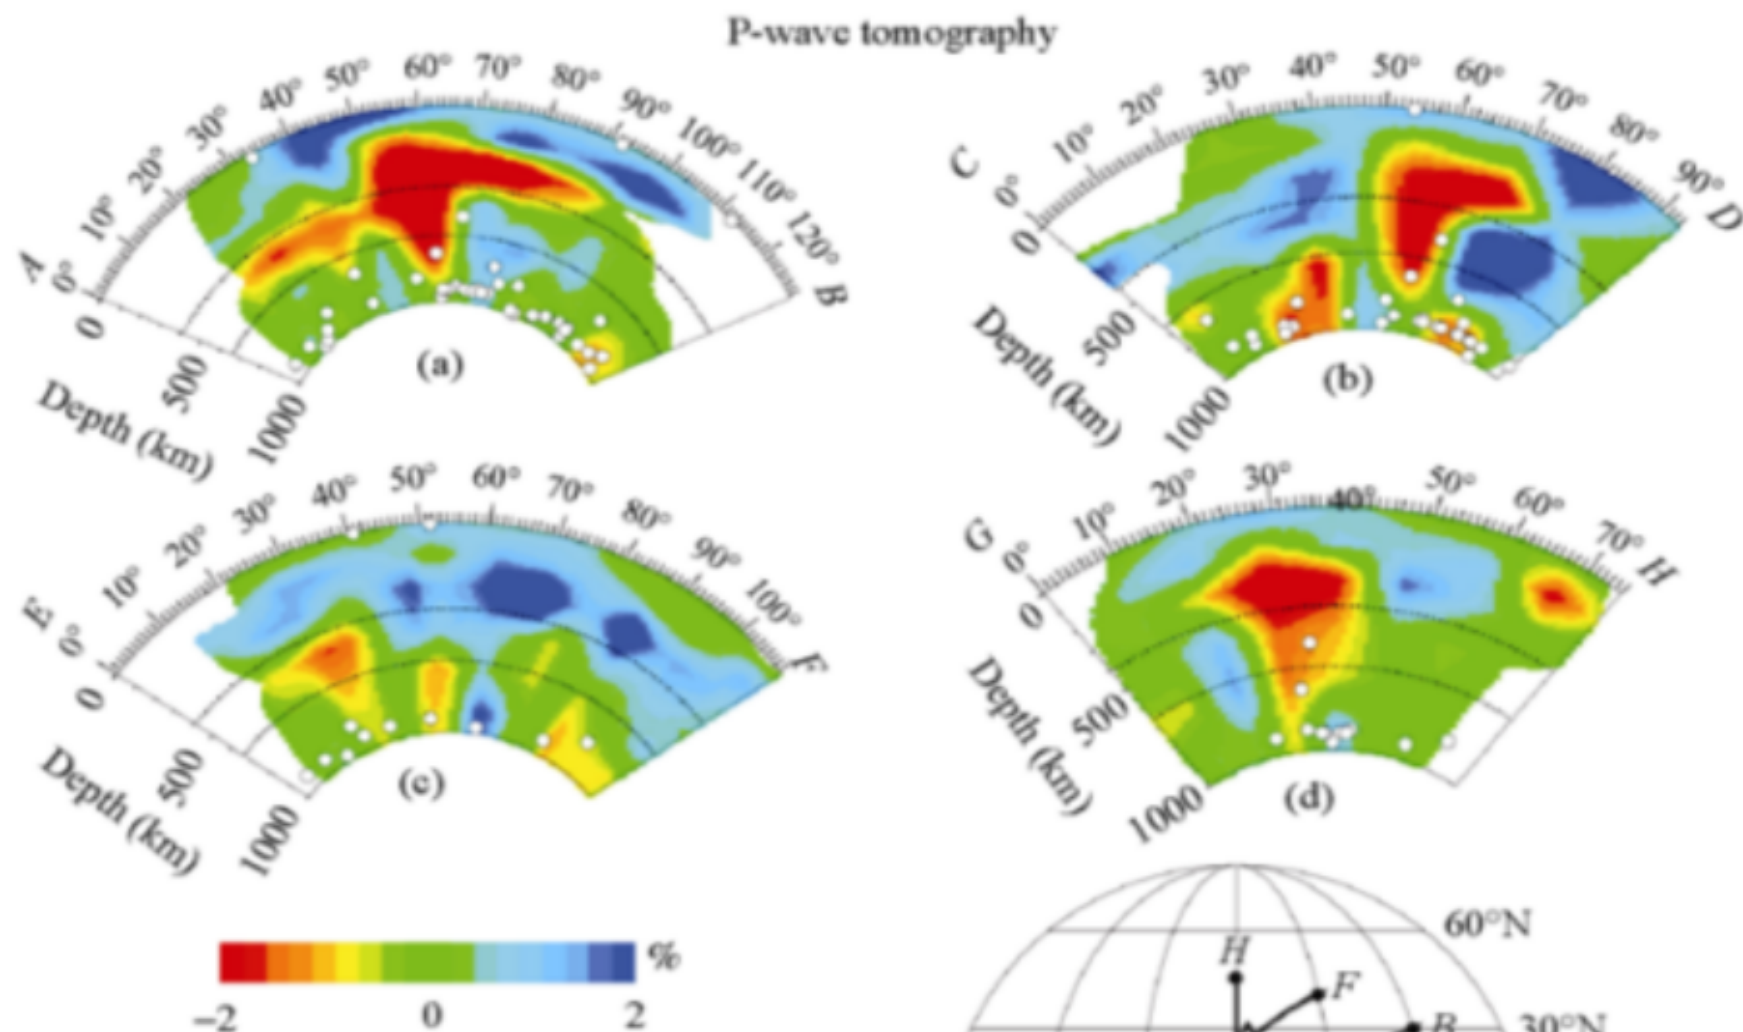 P-wave tomography
A
0°
10°
20°
30°
40°
50°
60°
70°
80°
90°
100°
110°
120°
B
0
500
1000
Depth (km)
(a)
C
0°
10°
20°
30°
40°
50°
60°
70°
80°
90°
D
0
500
1000
Depth (km)
(b)
E
0°
10°
20°
30°
40°
50°
60°
70°
80°
90°
100°
F
0
500
1000
Depth (km)
(c)
G
0°
10°
20°
30°
40°
50°
60°
70°
H
0
500
1000
Depth (km)
(d)
%
−2 0 2
60°N
H
F
B
30°N